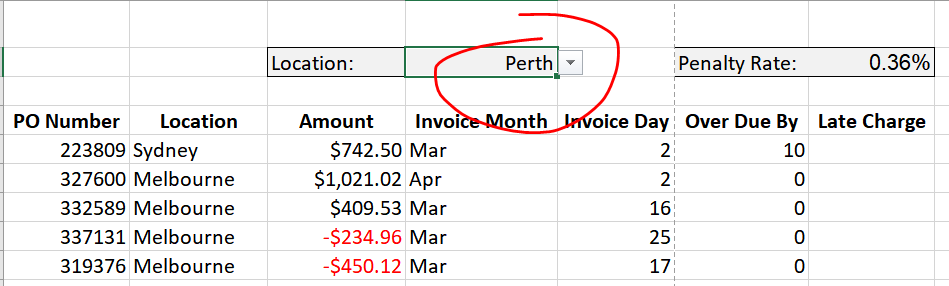 Location: Perth Penalty Rate: 0.36%
PO Number Location Amount Invoice Month Invoice Day Over Due By Late Charge
223809 Sydney $742.50 Mar 2 10
327600 Melbourne $1,021.02 Apr 2 0
332589 Melbourne $409.53 Mar 16 0
337131 Melbourne -$234.96 Mar 25 0
319376 Melbourne -$450.12 Mar 17 0